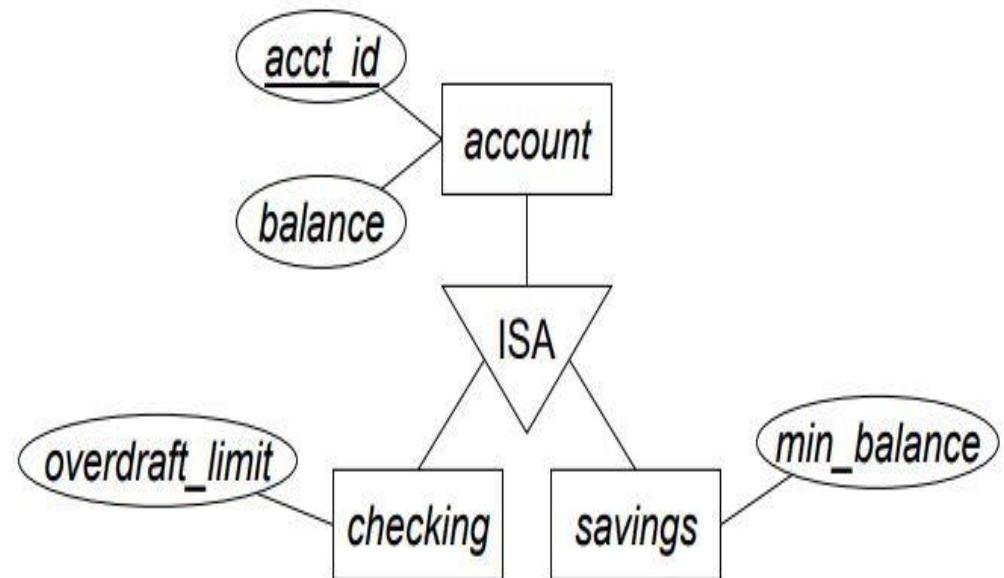 acct_id
account
balance
ISA
overdraft_limit
min_balance
checking
savings